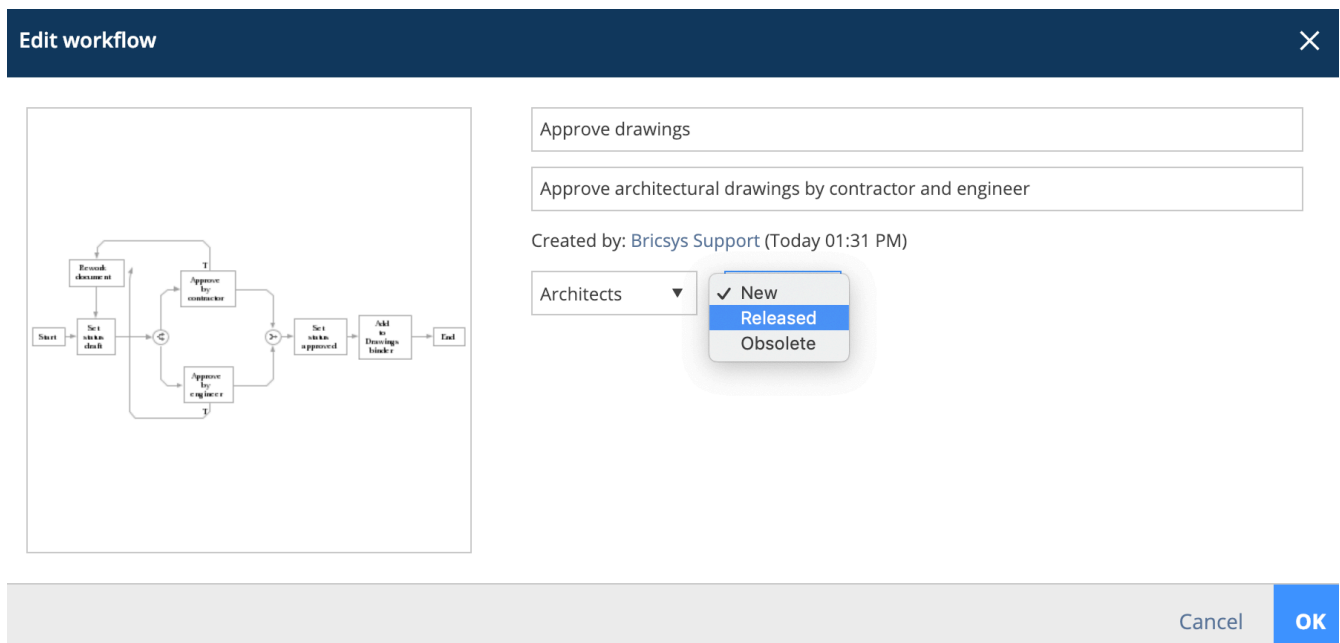 Edit workflow
Approve drawings
Approve architectural drawings by contractor and engineer
Created by: Bricsys Support (Today 01:31 PM)
Architects
New
Released
Obsolete
Rework
document
T
Approve
by
contractor
Start
Set
status
draft
Set
status
approved
Add
to
Drawings
binder
End
Approve
by
engineer
T
Cancel
OK